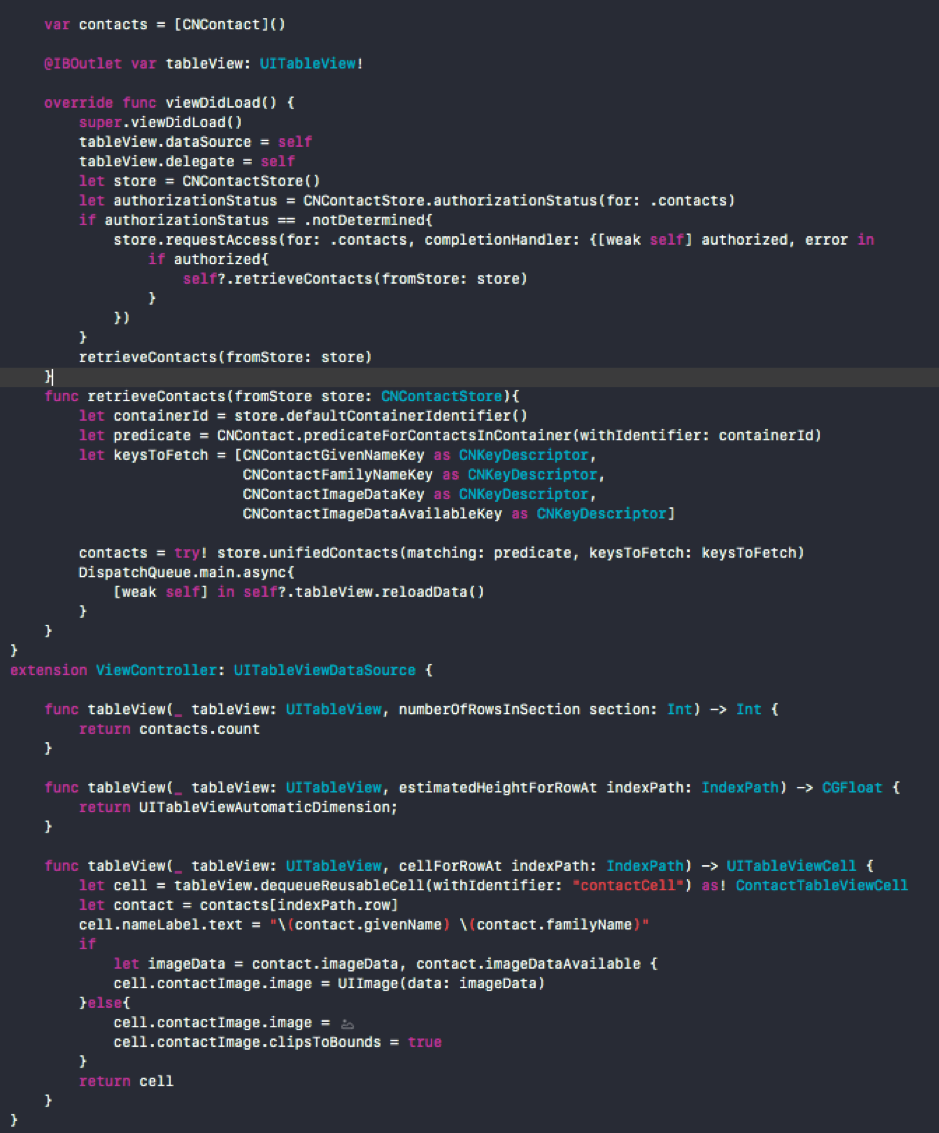 var contacts = [CNContact]()
@IBOutlet var tableView: UITableView!
override func viewDidLoad() {
super.viewDidLoad()
tableView.dataSource = self
tableView.delegate = self
let store = CNContactStore()
let authorizationStatus = CNContactStore.authorizationStatus(for: .contacts)
if authorizationStatus == .notDetermined{
store.requestAccess(for: .contacts, completionHandler: {[weak self] authorized, error in
if authorized{
self?.retrieveContacts(fromStore: store)
}
})
}
retrieveContacts(fromStore: store)
}
func retrieveContacts(fromStore store: CNContactStore){
let containerId = store.defaultContainerIdentifier()
let predicate = CNContact.predicateForContactsInContainer(withIdentifier: containerId)
let keysToFetch = [CNContactGivenNameKey as CNKeyDescriptor,
CNContactFamilyNameKey as CNKeyDescriptor,
CNContactImageDataKey as CNKeyDescriptor,
CNContactImageDataAvailableKey as CNKeyDescriptor]
contacts = try! store.unifiedContacts(matching: predicate, keysToFetch: keysToFetch)
DispatchQueue.main.async{
[weak self] in self?.tableView.reloadData()
}
}
}
extension ViewController: UITableViewDataSource {
func tableView(_ tableView: UITableView, numberOfRowsInSection section: Int) -> Int {
return contacts.count
}
func tableView(_ tableView: UITableView, estimatedHeightForRowAt indexPath: IndexPath) -> CGFloat {
return UITableViewAutomaticDimension;
}
func tableView(_ tableView: UITableView, cellForRowAt indexPath: IndexPath) -> UITableViewCell {
let cell = tableView.dequeueReusableCell(withIdentifier: "contactCell") as! ContactTableViewCell
let contact = contacts[indexPath.row]
cell.nameLabel.text = "\(contact.givenName) \(contact.familyName)"
if
let imageData = contact.imageData, contact.imageDataAvailable {
cell.contactImage.image = UIImage(data: imageData)
}else{
cell.contactImage.image =
cell.contactImage.clipsToBounds = true
}
return cell
}
}